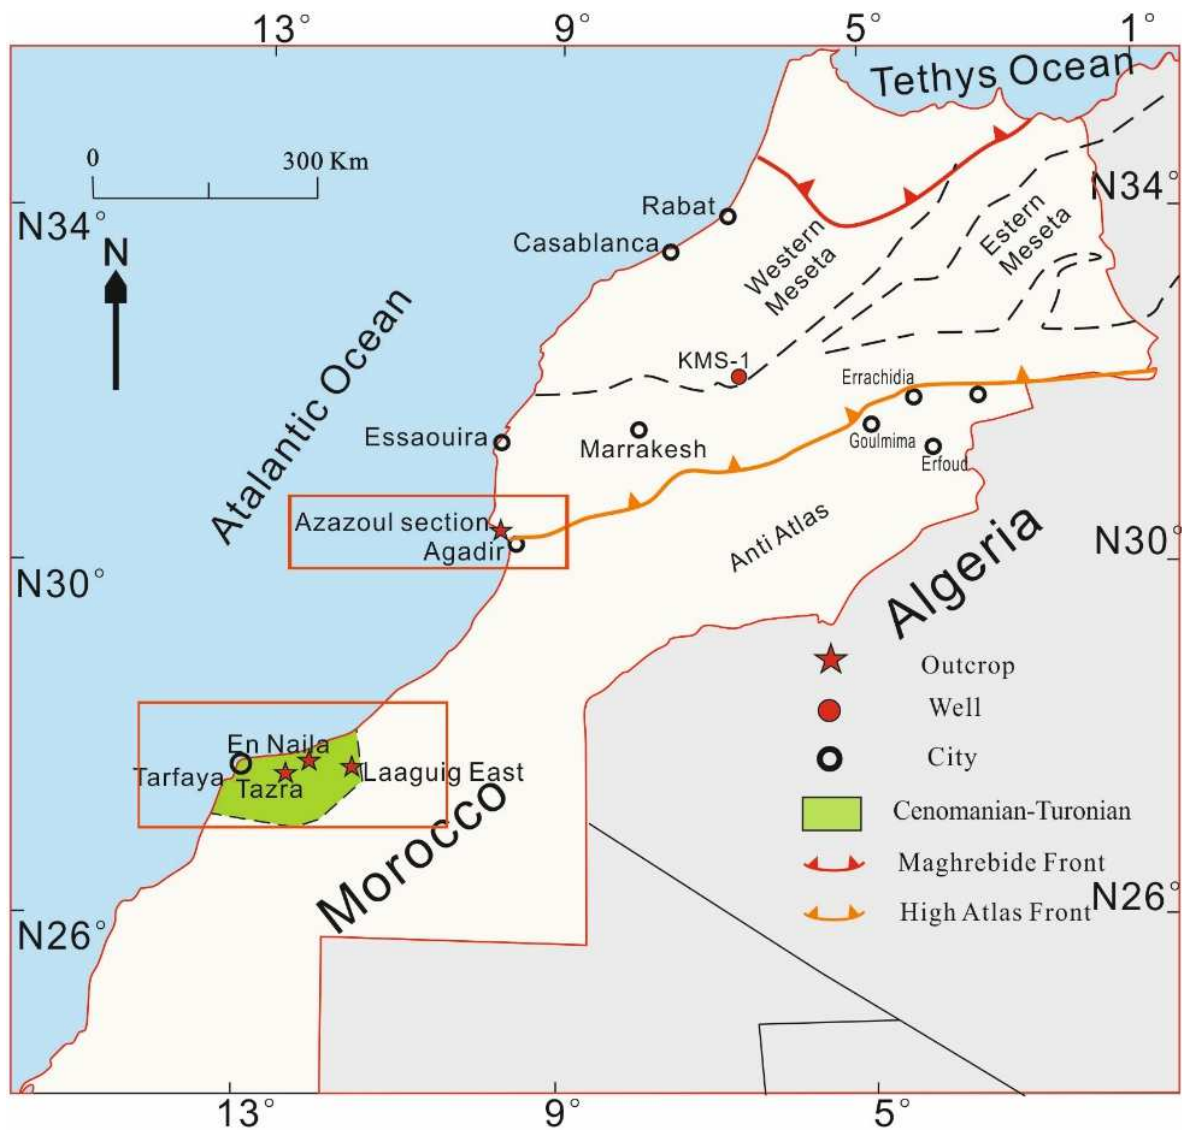 13° 9° 5° 1°
Tethys Ocean
0 300 Km
N34° N34°
Rabat
N
Casablanca
Western
Meseta
Estern
Meseta
Atalantic Ocean
KMS-1
Errachidia
Essaouira
Marrakesh
Goulmima
Erfoud
Azazoul section
Agadir
Anti Atlas
N30° N30°
Algeria
Outcrop
Well
En Naila
City
Tarfaya
Tazra
Laaguig East
Cenomanian-Turonian
Morocco
Maghrebide Front
High Atlas Front
N26° N26°
13° 9° 5°